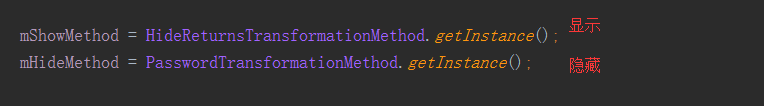 mShowMethod = HideReturnsTransformationMethod.getInstance(); 显示
mHideMethod = PasswordTransformationMethod.getInstance(); 隐藏